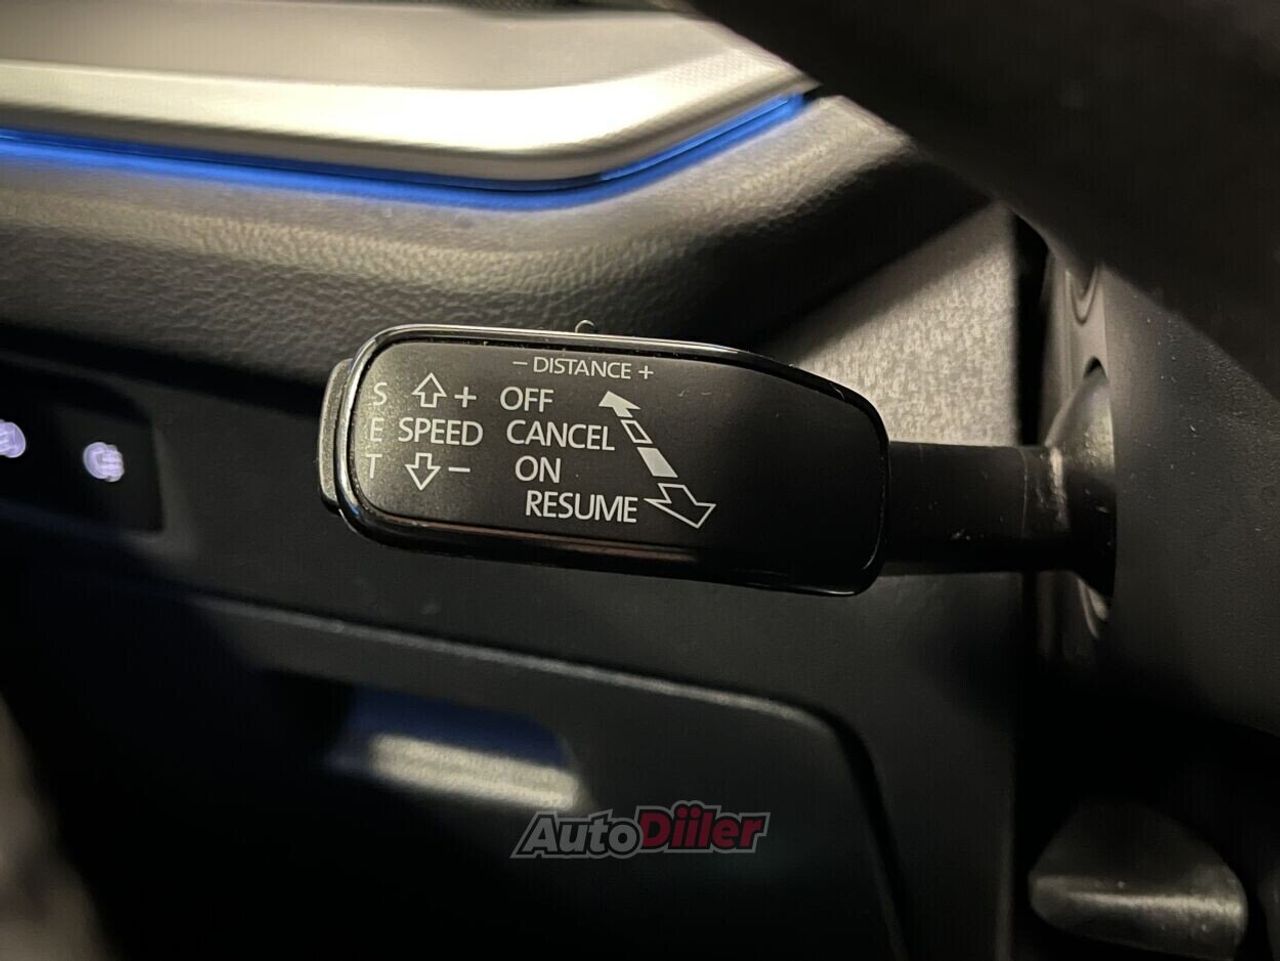 − DISTANCE +
S + OFF
E SPEED CANCEL
T − ON
RESUME
AutoDiiler